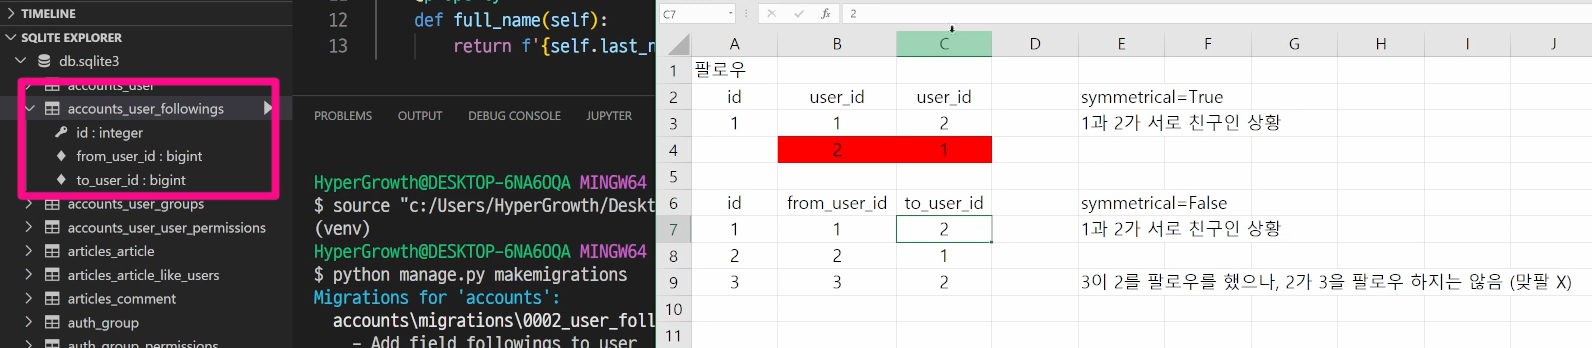 TIMELINE
SQLITE EXPLORER
db.sqlite3
accounts_user
accounts_user_followings
id : integer
from_user_id : bigint
to_user_id : bigint
accounts_user_groups
accounts_user_user_permissions
articles_article
articles_article_like_users
articles_comment
auth_group
auth_group_permissions
12 def full_name(self):
13 return f'{self.last_n
PROBLEMS OUTPUT DEBUG CONSOLE JUPYTER
HyperGrowth@DESKTOP-6NA6OQA MINGW64
$ source "c:/Users/HyperGrowth/Deskt
(venv)
HyperGrowth@DESKTOP-6NA6OQA MINGW64
$ python manage.py makemigrations
Migrations for 'accounts':
accounts\migrations\0002_user_foll
- Add field followings to user
C7 fx 2
A B C D E F G H I J
1 팔로우
2 id user_id user_id symmetrical=True
3 1 1 2 1과 2가 서로 친구인 상황
4 2 1
5
6 id from_user_id to_user_id symmetrical=False
7 1 1 2 1과 2가 서로 친구인 상황
8 2 2 1
9 3 3 2 3이 2를 팔로우를 했으나, 2가 3을 팔로우 하지는 않음 (맞팔 X)
10
11